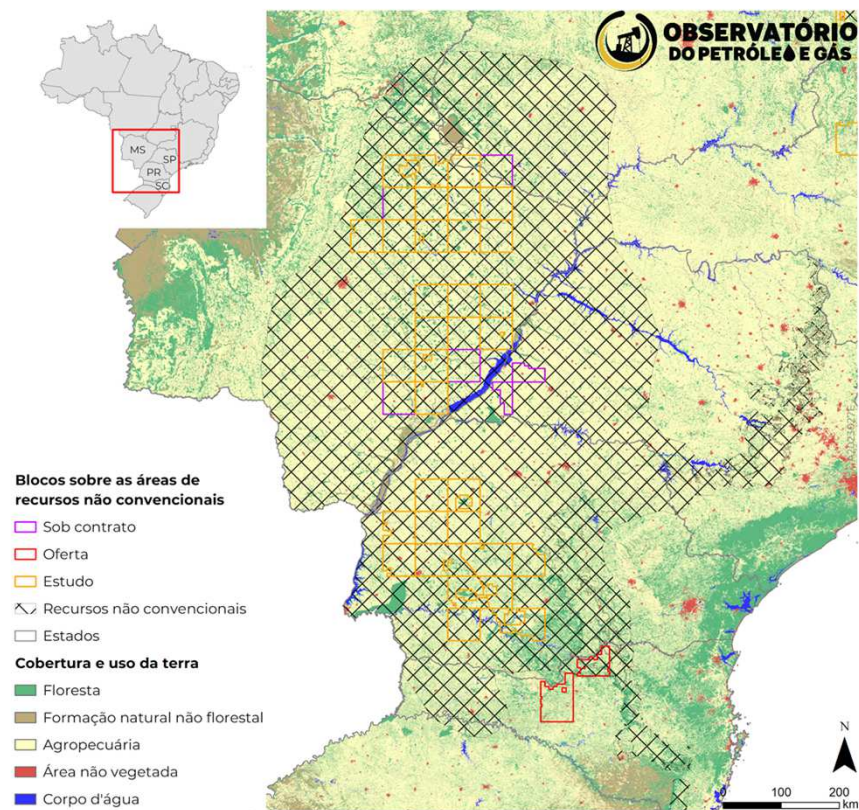 OBSERVATÓRIO
DO PETRÓLEO E GÁS
MS
SP
PR
SC
Blocos sobre as áreas de
recursos não convencionais
Sob contrato
Oferta
Estudo
Recursos não convencionais
Estados
Cobertura e uso da terra
Floresta
Formação natural não florestal
Agropecuária
Área não vegetada
Corpo d'água
N
0 100 200
km